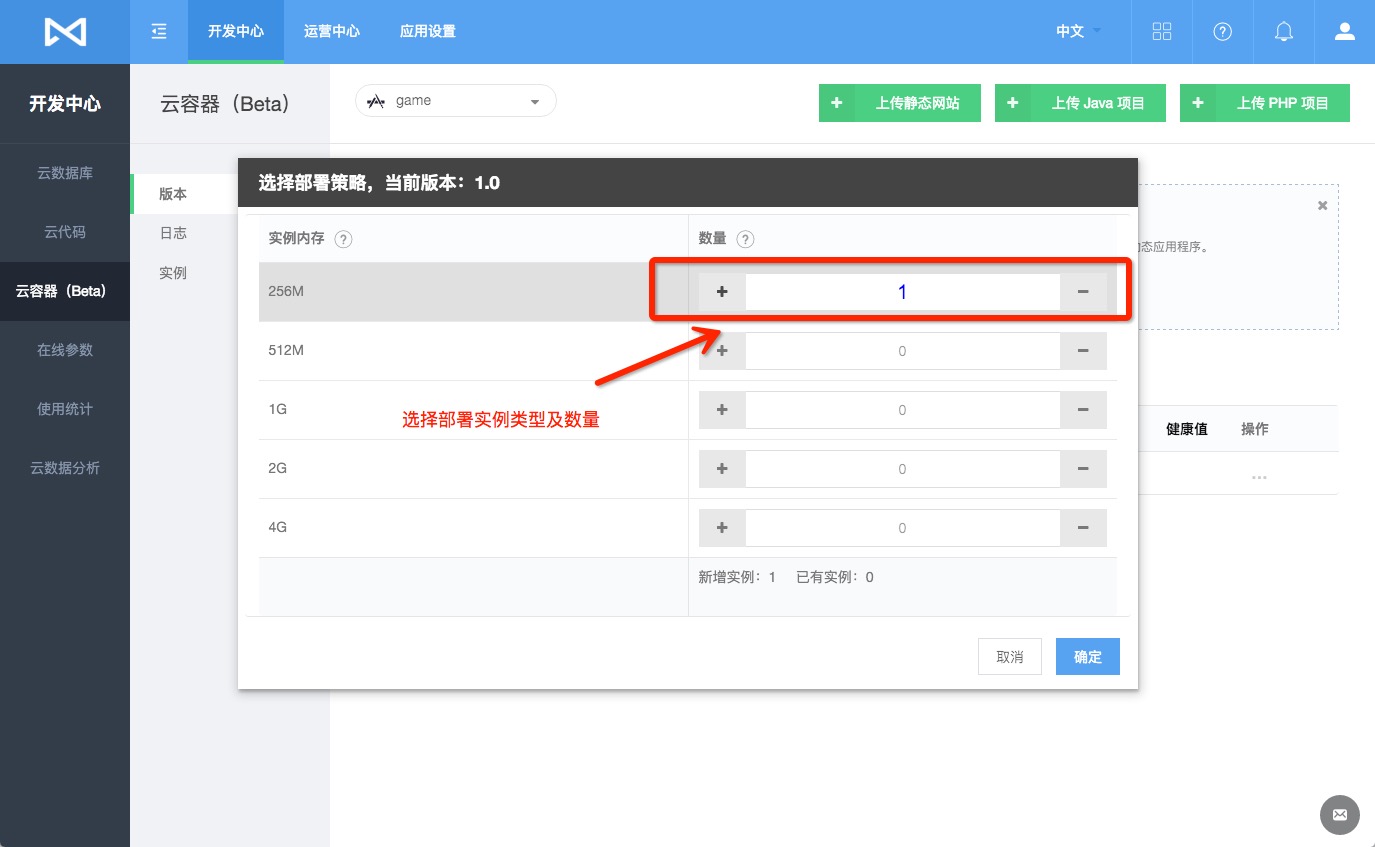 开发中心 运营中心 应用设置 中文
开发中心
云数据库
云代码
云容器（Beta）
在线参数
使用统计
云数据分析
云容器（Beta）
版本
日志
实例
game
+ 上传静态网站 + 上传 Java 项目 + 上传 PHP 项目
态应用程序。
健康值 操作
...
选择部署策略，当前版本：1.0
实例内存 ? 数量 ?
256M + 1 −
512M + 0 −
1G + 0 −
2G + 0 −
4G + 0 −
选择部署实例类型及数量
新增实例：1 已有实例：0
取消 确定